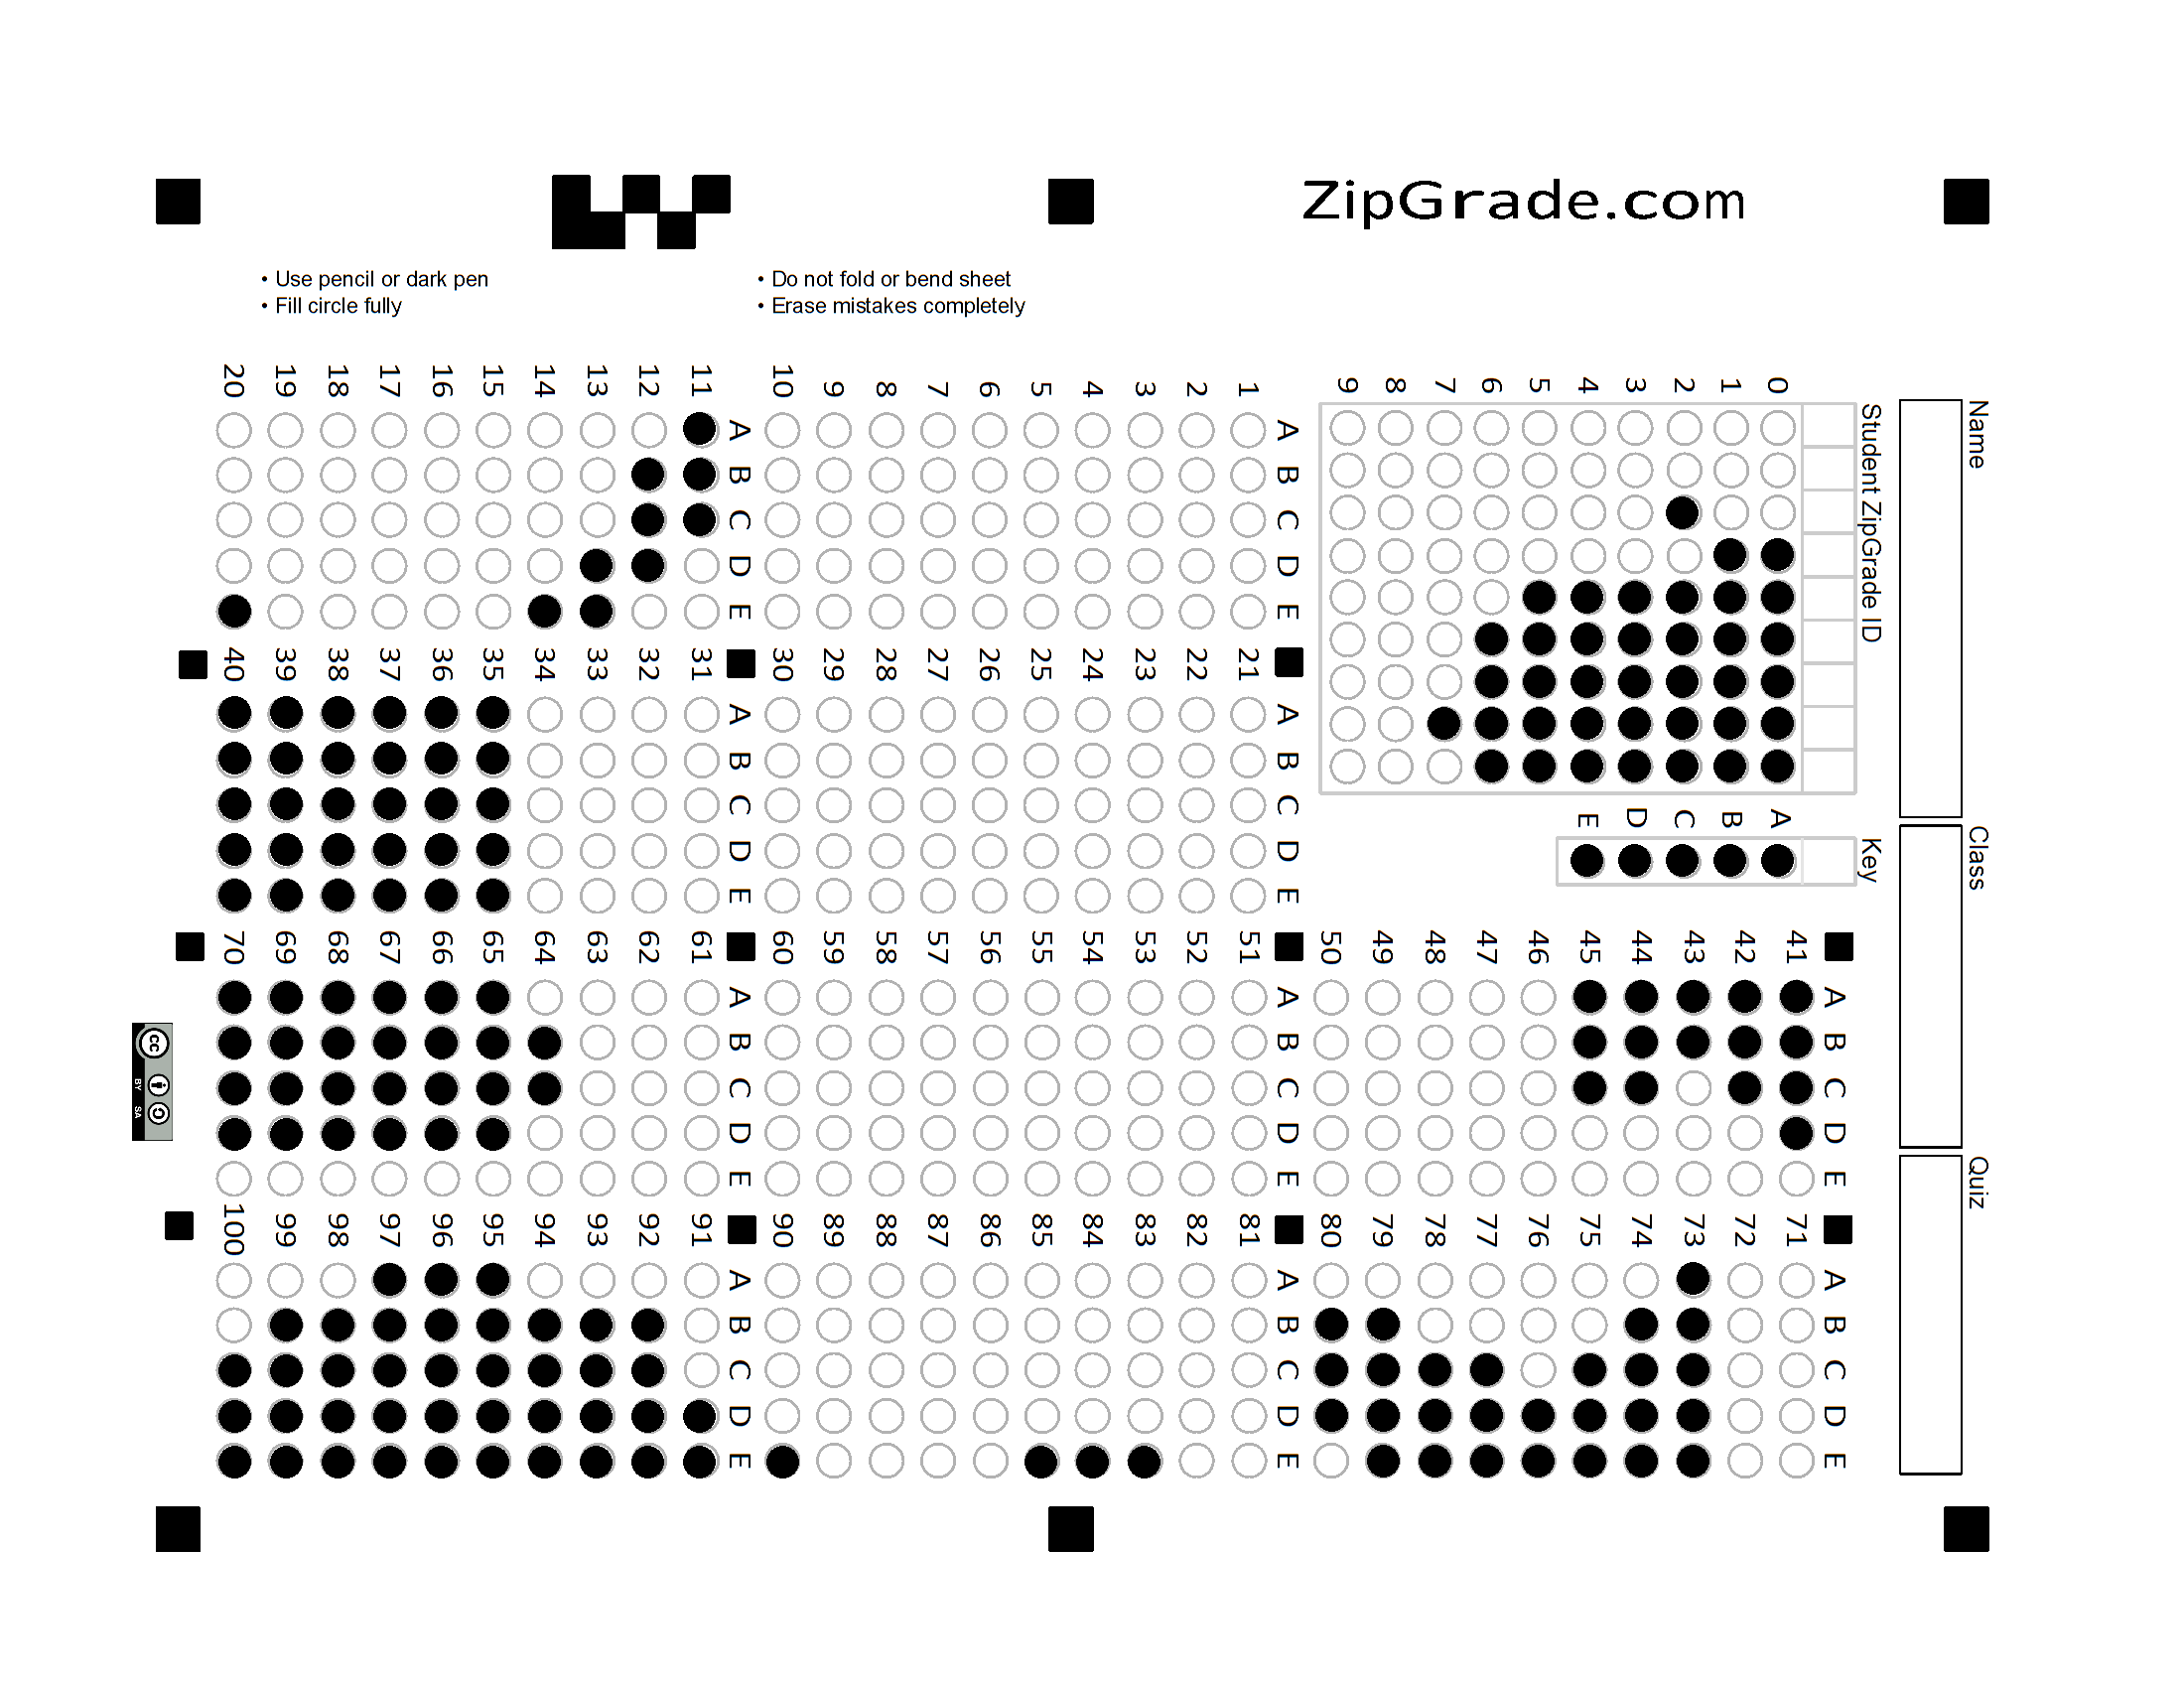 ZipGrade.com
• Use pencil or dark pen
• Fill circle fully
• Do not fold or bend sheet
• Erase mistakes completely
Name
Class
Quiz
Student ZipGrade ID
0 1 2 3 4 5 6 7 8 9
Key
A B C D E
1 2 3 4 5 6 7 8 9 10
A B C D E
11 12 13 14 15 16 17 18 19 20
A B C D E
21 22 23 24 25 26 27 28 29 30
A B C D E
31 32 33 34 35 36 37 38 39 40
A B C D E
41 42 43 44 45 46 47 48 49 50
A B C D E
51 52 53 54 55 56 57 58 59 60
A B C D E
61 62 63 64 65 66 67 68 69 70
A B C D E
71 72 73 74 75 76 77 78 79 80
A B C D E
81 82 83 84 85 86 87 88 89 90
A B C D E
91 92 93 94 95 96 97 98 99 100
A B C D E
cc
BY SA